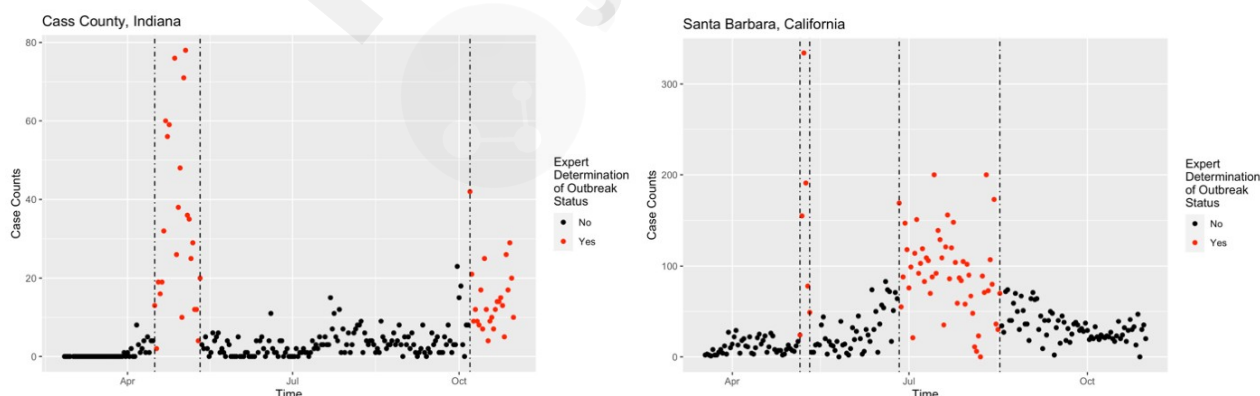 Cass County, Indiana
80
60
40
20
0
Case Counts
Apr
Jul
Oct
Time
Expert
Determination
of Outbreak
Status
No
Yes
Santa Barbara, California
300
200
100
0
Case Counts
Apr
Jul
Oct
Time
Expert
Determination
of Outbreak
Status
No
Yes